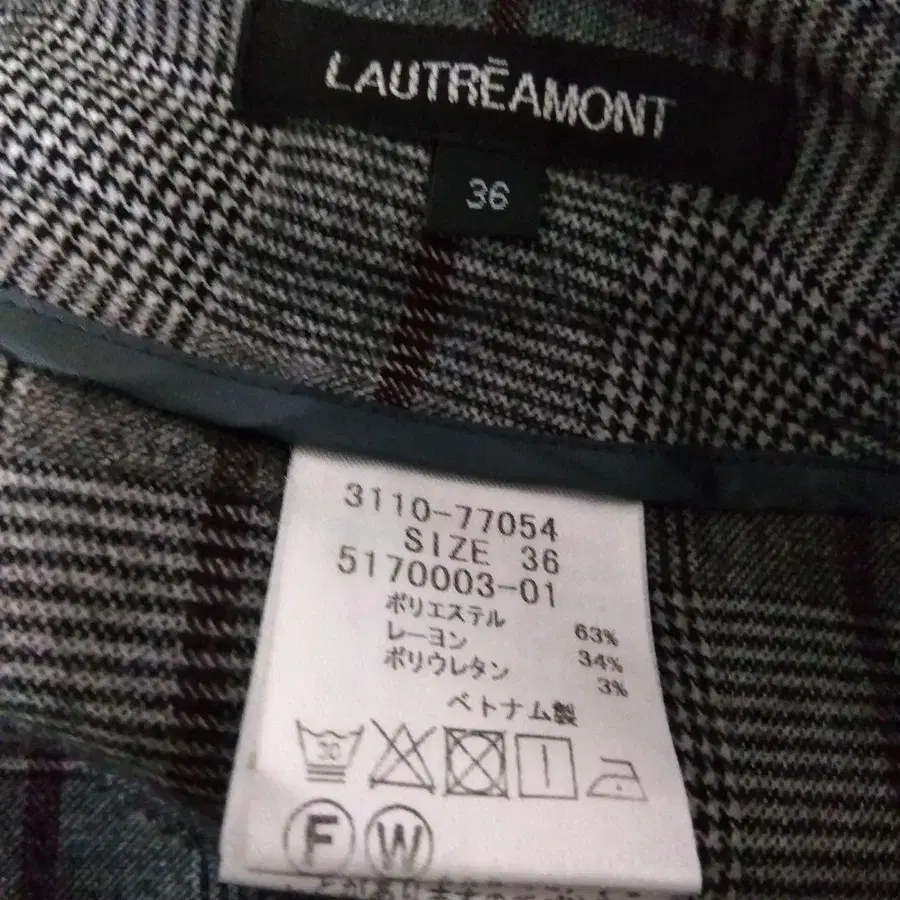 LAUTRĒAMONT
36
3110-77054
SIZE 36
5170003-01
ポリエステル 63%
レーヨン 34%
ポリウレタン 3%
ベトナム製
30
F W